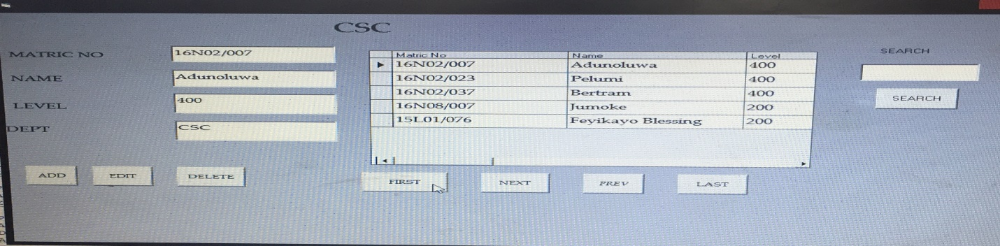 CSC
MATRIC NO 16N02/007
NAME Adunoluwa
LEVEL 400
DEPT CSC
ADD EDIT DELETE
Matric No Name Level
16N02/007 Adunoluwa 400
16N02/023 Pelumi 400
16N02/037 Bertram 400
16N08/007 Jumoke 200
15L01/076 Feyikayo Blessing 200
FIRST NEXT PREV LAST
SEARCH
SEARCH